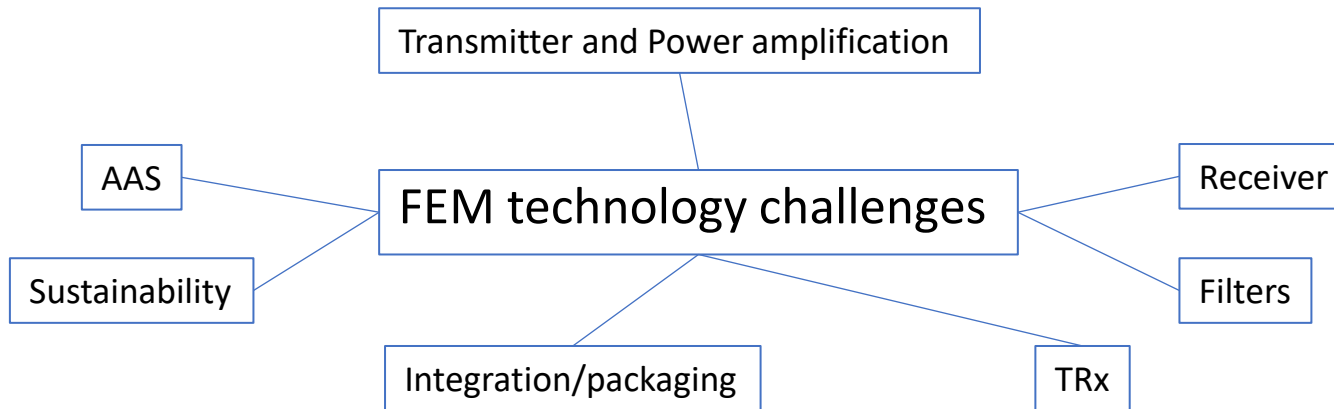 Transmitter and Power amplification
AAS
Receiver
FEM technology challenges
Sustainability
Filters
Integration/packaging
TRx